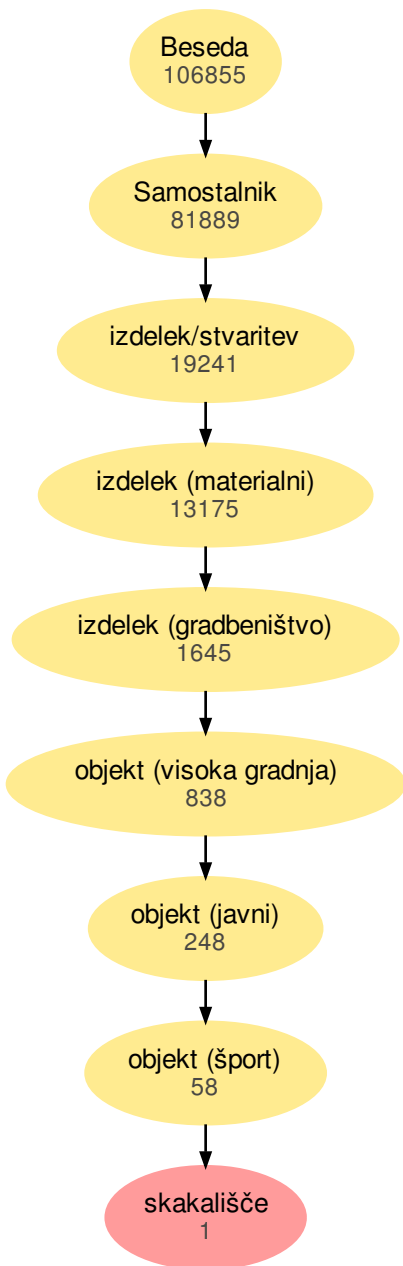 Beseda
106855
Samostalnik
81889
izdelek/stvaritev
19241
izdelek (materialni)
13175
izdelek (gradbeništvo)
1645
objekt (visoka gradnja)
838
objekt (javni)
248
objekt (šport)
58
skakališče
1